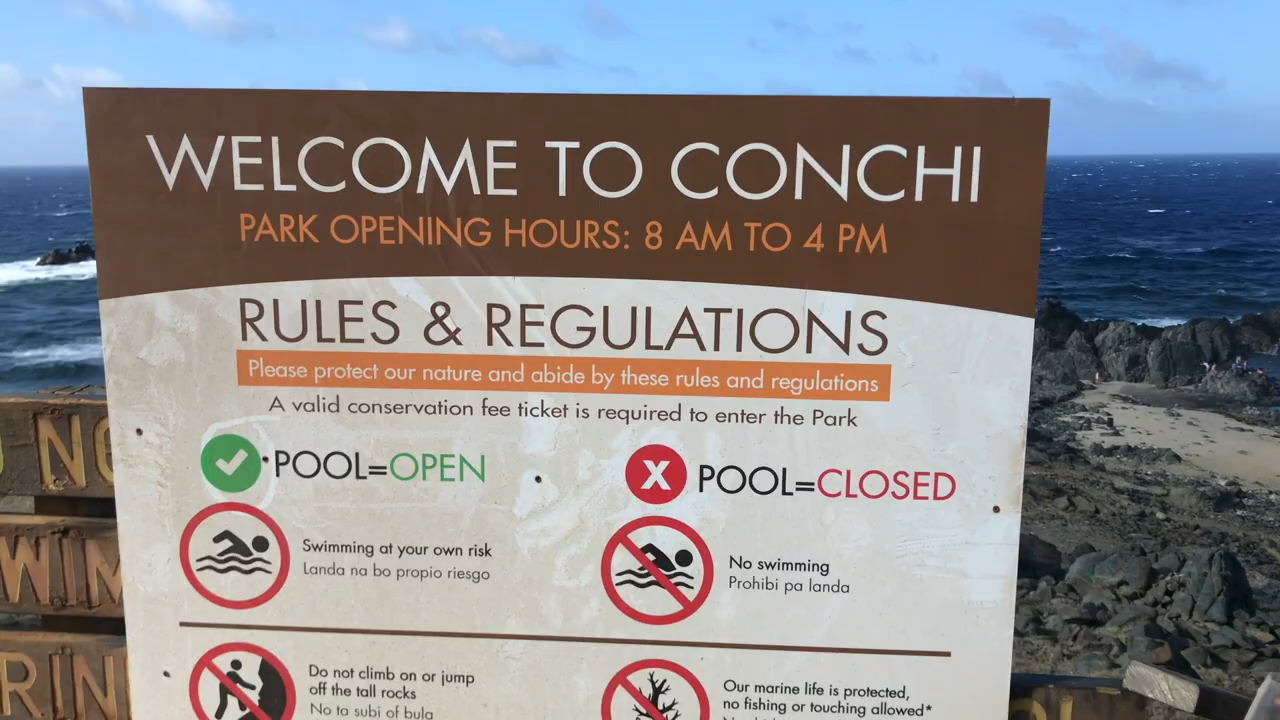 WELCOME TO CONCHI
PARK OPENING HOURS: 8 AM TO 4 PM
RULES & REGULATIONS
Please protect our nature and abide by these rules and regulations
A valid conservation fee ticket is required to enter the Park
POOL=OPEN
X POOL=CLOSED
Swimming at your own risk
Landa na bo propio riesgo
No swimming
Prohibi pa landa
Do not climb on or jump
off the tall rocks
No ta subi of bula
Our marine life is protected,
no fishing or touching allowed*
NO
WIM
RIN